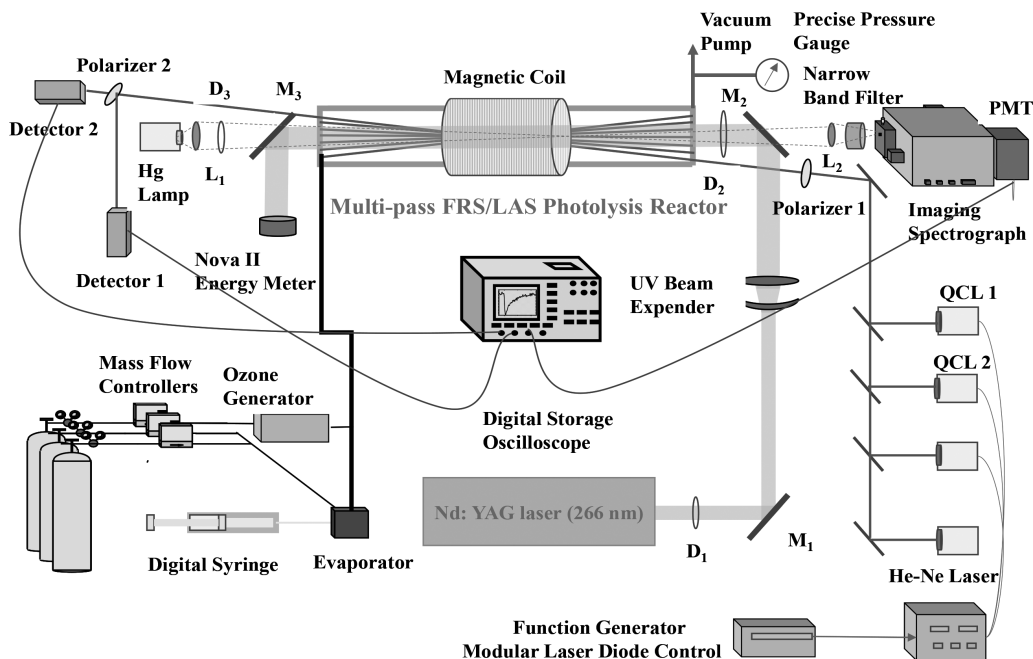 Vacuum
Pump
Precise Pressure
Gauge
Polarizer 2
D3
M3
Magnetic Coil
M2
Narrow
Band Filter
PMT
Detector 2
Hg
Lamp
L1
D2
L2
Polarizer 1
Multi-pass FRS/LAS Photolysis Reactor
Imaging
Spectrograph
Detector 1
Nova II
Energy Meter
UV Beam
Expender
QCL 1
QCL 2
Mass Flow
Controllers
Ozone
Generator
Digital Storage
Oscilloscope
Nd: YAG laser (266 nm)
D1
M1
Digital Syringe
Evaporator
He-Ne Laser
Function Generator
Modular Laser Diode Control